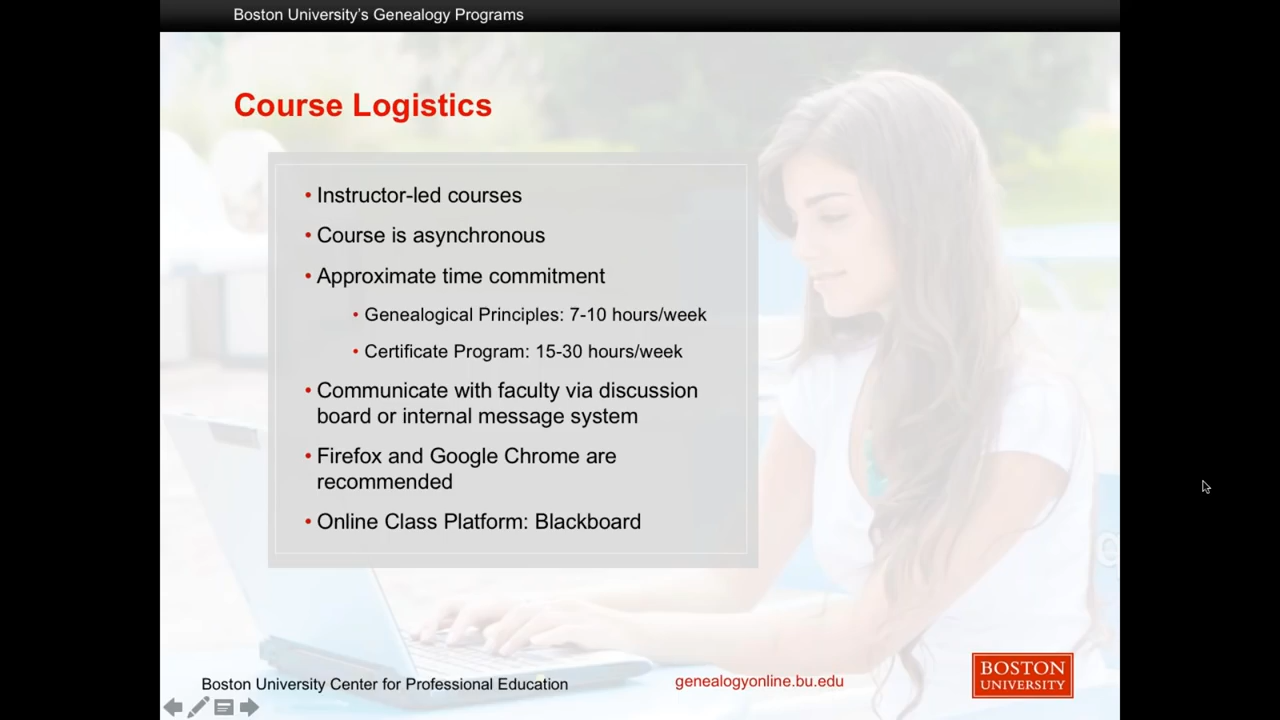 Boston University’s Genealogy Programs
Course Logistics
• Instructor-led courses
• Course is asynchronous
• Approximate time commitment
• Genealogical Principles: 7-10 hours/week
• Certificate Program: 15-30 hours/week
• Communicate with faculty via discussion
board or internal message system
• Firefox and Google Chrome are
recommended
• Online Class Platform: Blackboard
Boston University Center for Professional Education
genealogyonline.bu.edu
BOSTON
UNIVERSITY